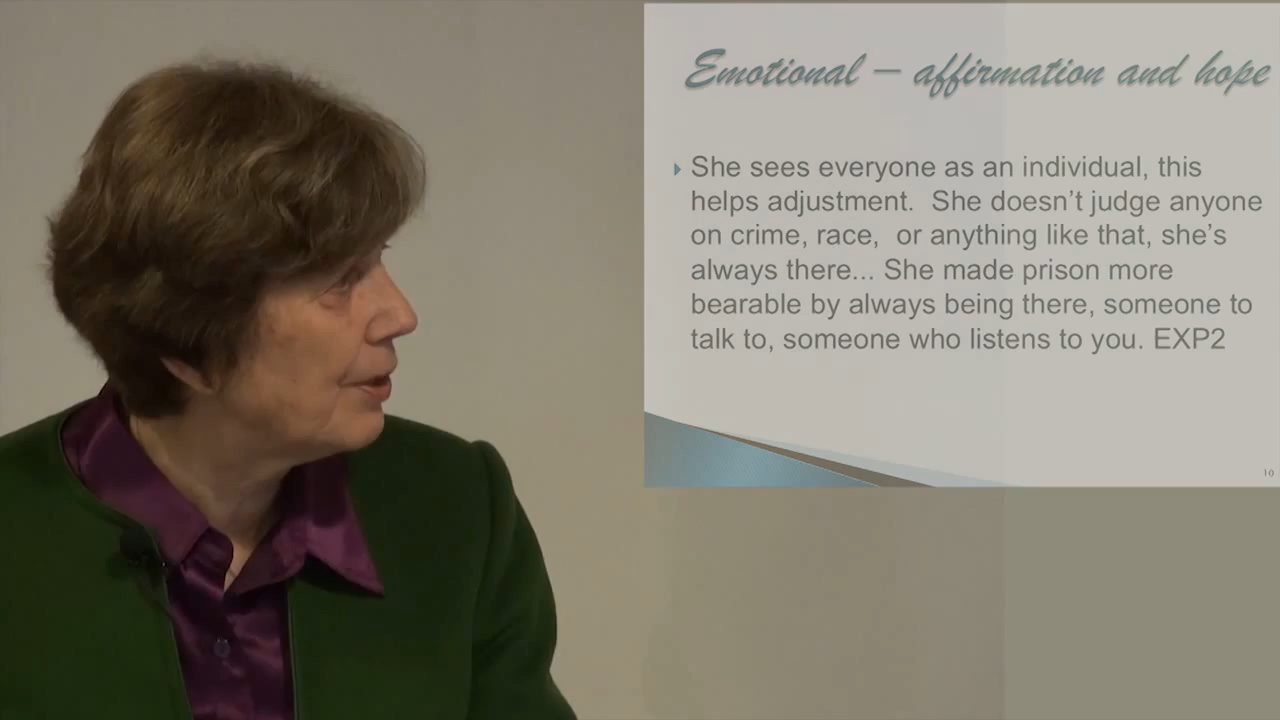 Emotional – affirmation and hope
She sees everyone as an individual, this
helps adjustment.  She doesn’t judge anyone
on crime, race,  or anything like that, she’s
always there... She made prison more
bearable by always being there, someone to
talk to, someone who listens to you. EXP2
10